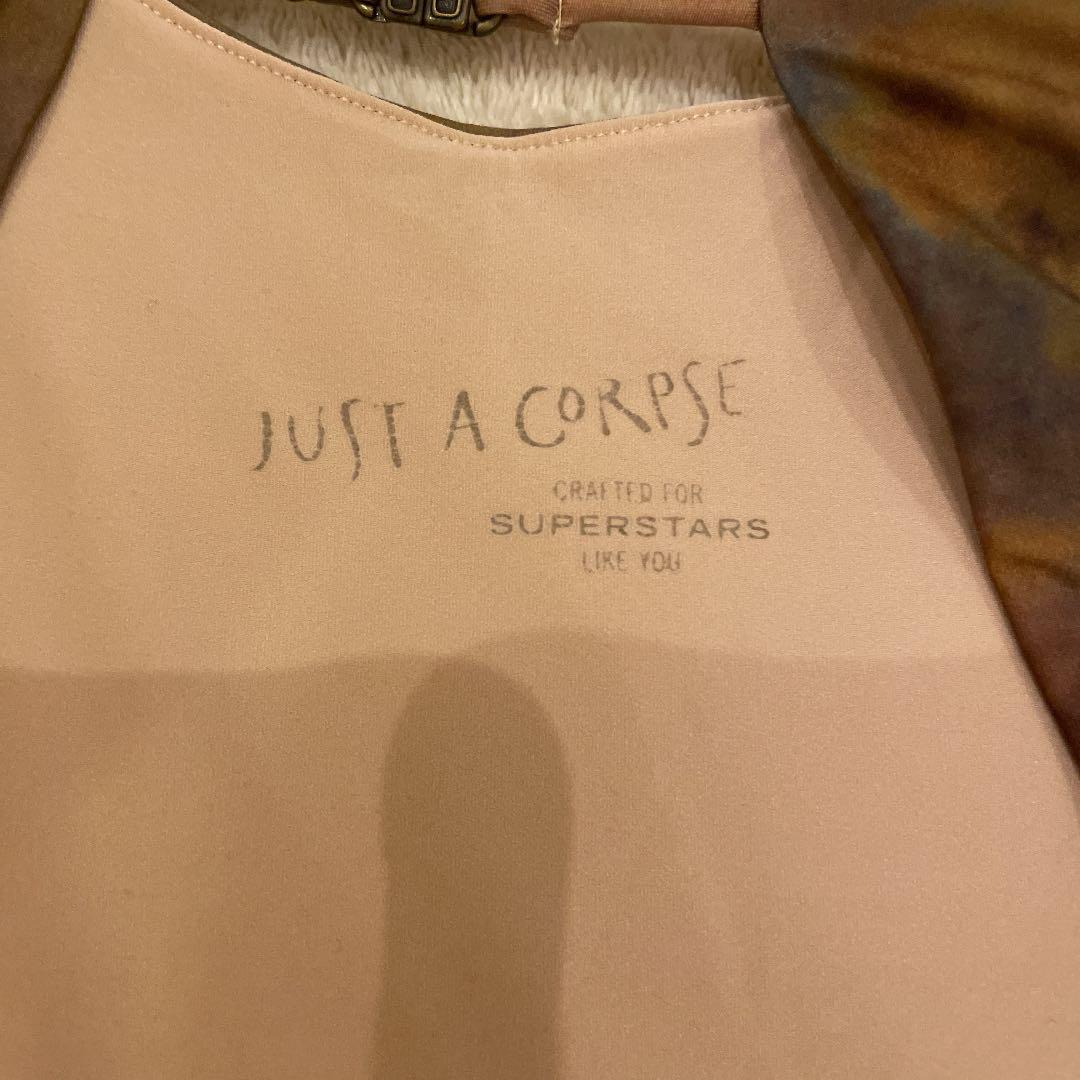 JUST A CORPSE
CRAFTED FOR
SUPERSTARS
LIKE YOU